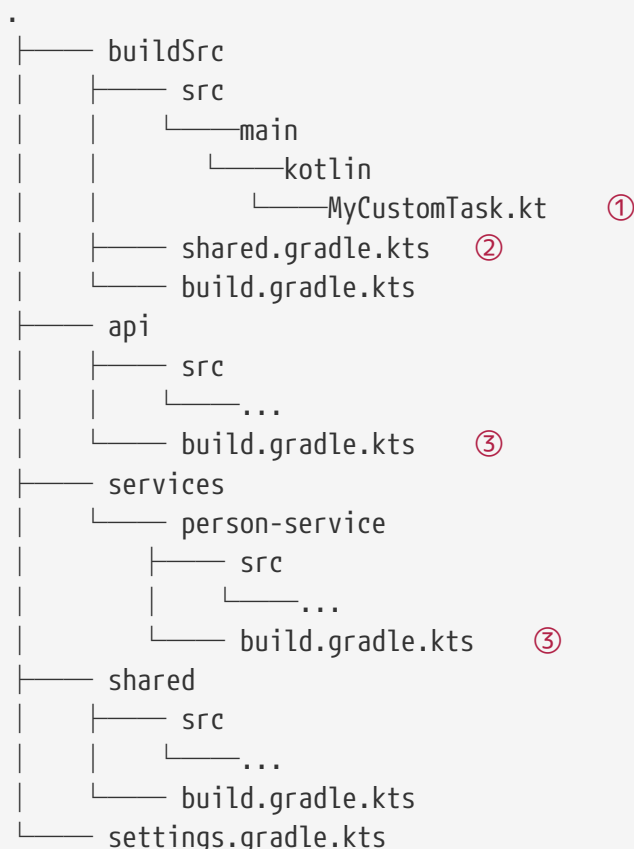 .
├── buildSrc
│   ├── src
│   │   └──main
│   │      └──kotlin
│   │         └──MyCustomTask.kt ①
│   ├── shared.gradle.kts ②
│   └── build.gradle.kts
├── api
│   ├── src
│   │   └──...
│   └── build.gradle.kts ③
├── services
│   └── person-service
│       ├── src
│       │   └──...
│       └── build.gradle.kts ③
├── shared
│   ├── src
│   │   └──...
│   └── build.gradle.kts
└── settings.gradle.kts